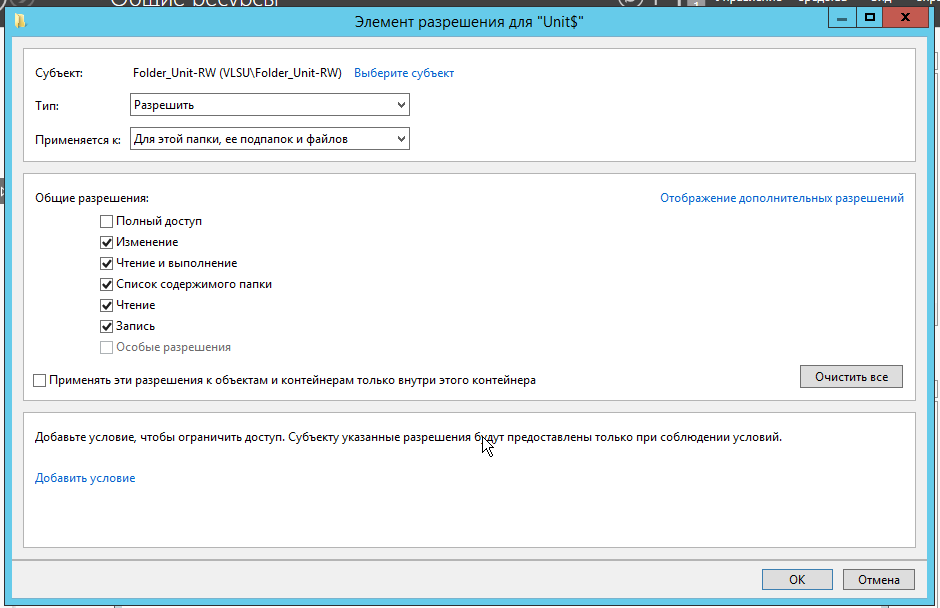 Общие ресурсы
Элемент разрешения для "Unit$"
Субъект: Folder_Unit-RW (VLSU\Folder_Unit-RW) Выберите субъект
Тип: Разрешить
Применяется к: Для этой папки, ее подпапок и файлов
Общие разрешения: Отображение дополнительных разрешений
Полный доступ
Изменение
Чтение и выполнение
Список содержимого папки
Чтение
Запись
Особые разрешения
Применять эти разрешения к объектам и контейнерам только внутри этого контейнера
Очистить все
Добавьте условие, чтобы ограничить доступ. Субъекту указанные разрешения будут предоставлены только при соблюдении условий.
Добавить условие
ОК Отмена